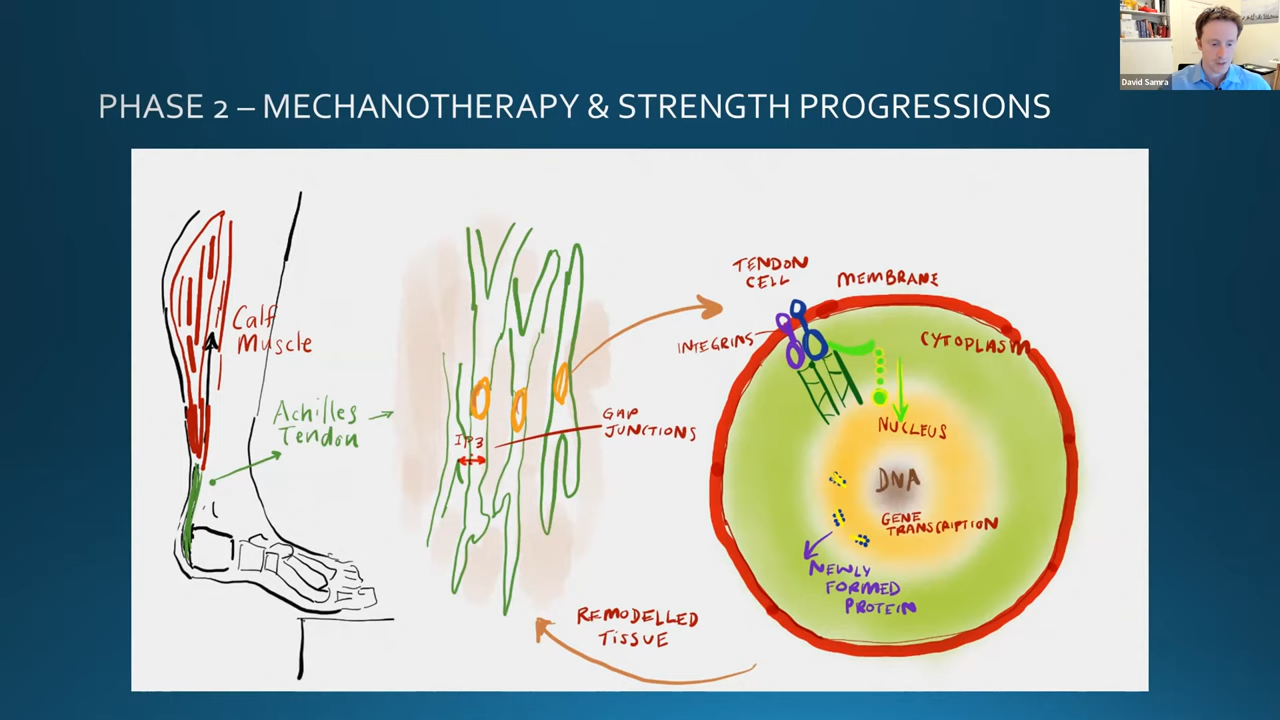 David Samra
PHASE 2 – MECHANOTHERAPY & STRENGTH PROGRESSIONS
Calf
Muscle
Achilles
Tendon
IP3
GAP
JUNCTIONS
TENDON
CELL
MEMBRANE
INTEGRINS
CYTOPLASM
NUCLEUS
DNA
GENE
TRANSCRIPTION
NEWLY
FORMED
PROTEIN
REMODELLED
TISSUE